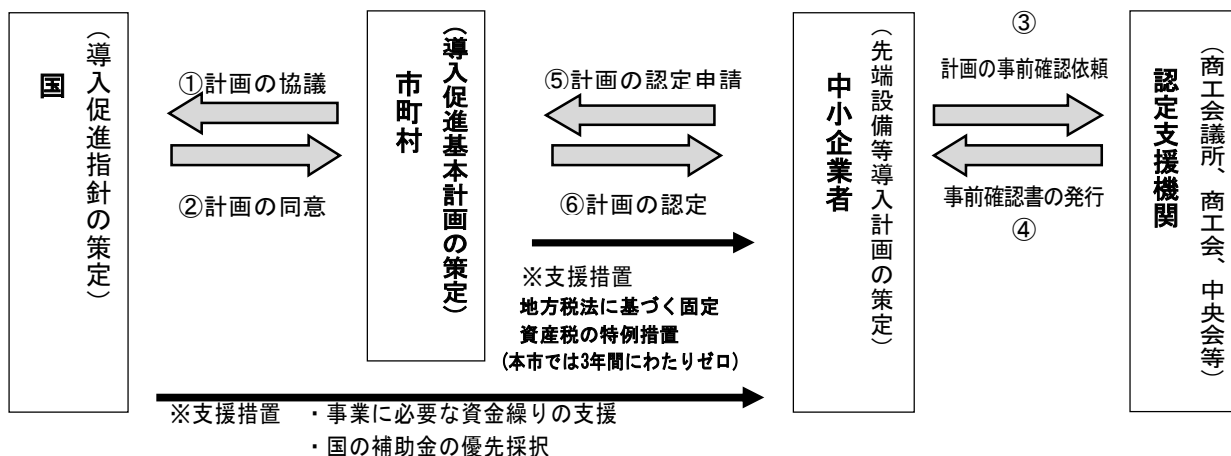 国
（導入促進指針の策定）
①計画の協議
②計画の同意
市町村
（導入促進基本計画の策定）
⑤計画の認定申請
⑥計画の認定
※支援措置
地方税法に基づく固定
資産税の特例措置
（本市では3年間にわたりゼロ）
中小企業者
（先端設備等導入計画の策定）
③
計画の事前確認依頼
事前確認書の発行
④
認定支援機関
（商工会議所、商工会、中央会等）
※支援措置 ・事業に必要な資金繰りの支援
・国の補助金の優先採択